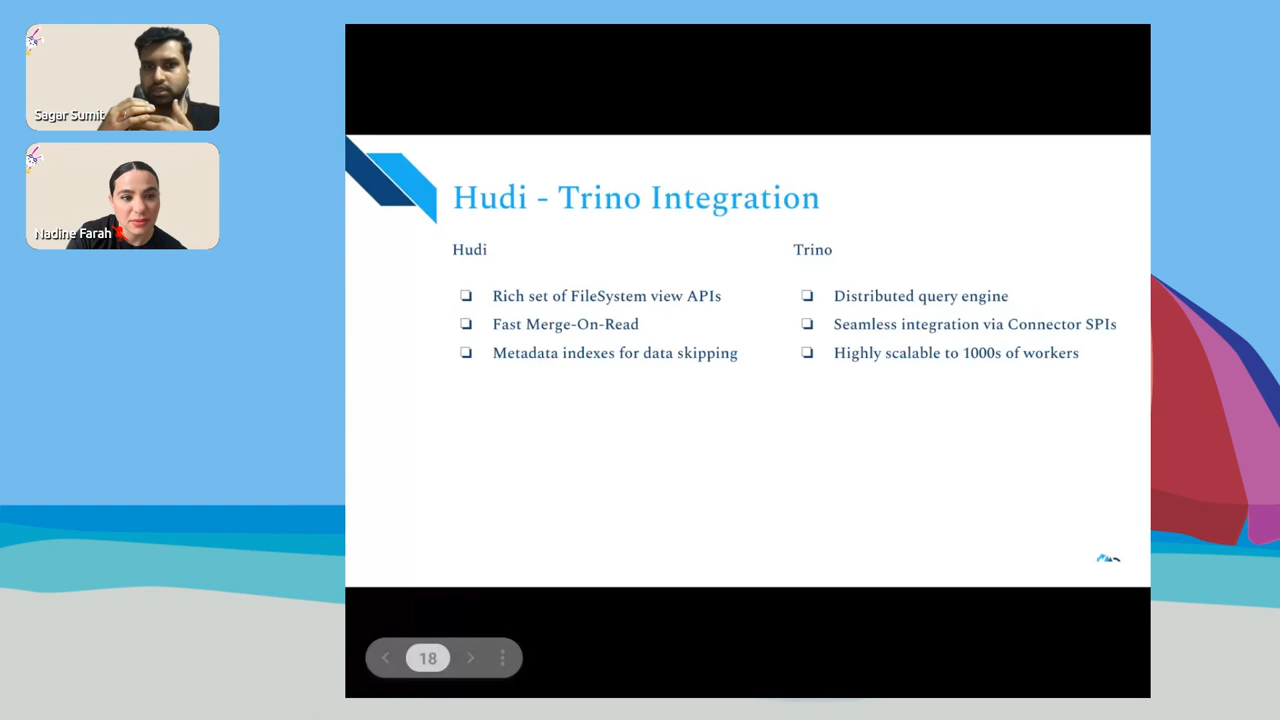 Sagar Sumit
Nadine Farah
Hudi - Trino Integration
Hudi
Rich set of FileSystem view APIs
Fast Merge-On-Read
Metadata indexes for data skipping
Trino
Distributed query engine
Seamless integration via Connector SPIs
Highly scalable to 1000s of workers
18